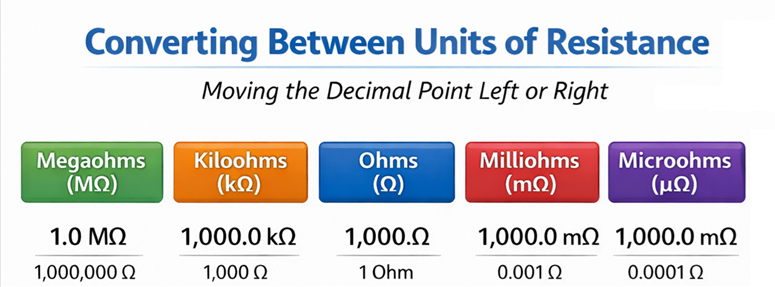 Converting Between Units of Resistance
Moving the Decimal Point Left or Right
Megaohms Kiloohms Ohms Milliohms Microohms
(MΩ) (kΩ) (Ω) (mΩ) (μΩ)
1.0 MΩ 1,000.0 kΩ 1,000.Ω 1,000.0 mΩ 1,000.0 mΩ
1,000,000 Ω 1,000 Ω 1 Ohm 0.001 Ω 0.0001 Ω